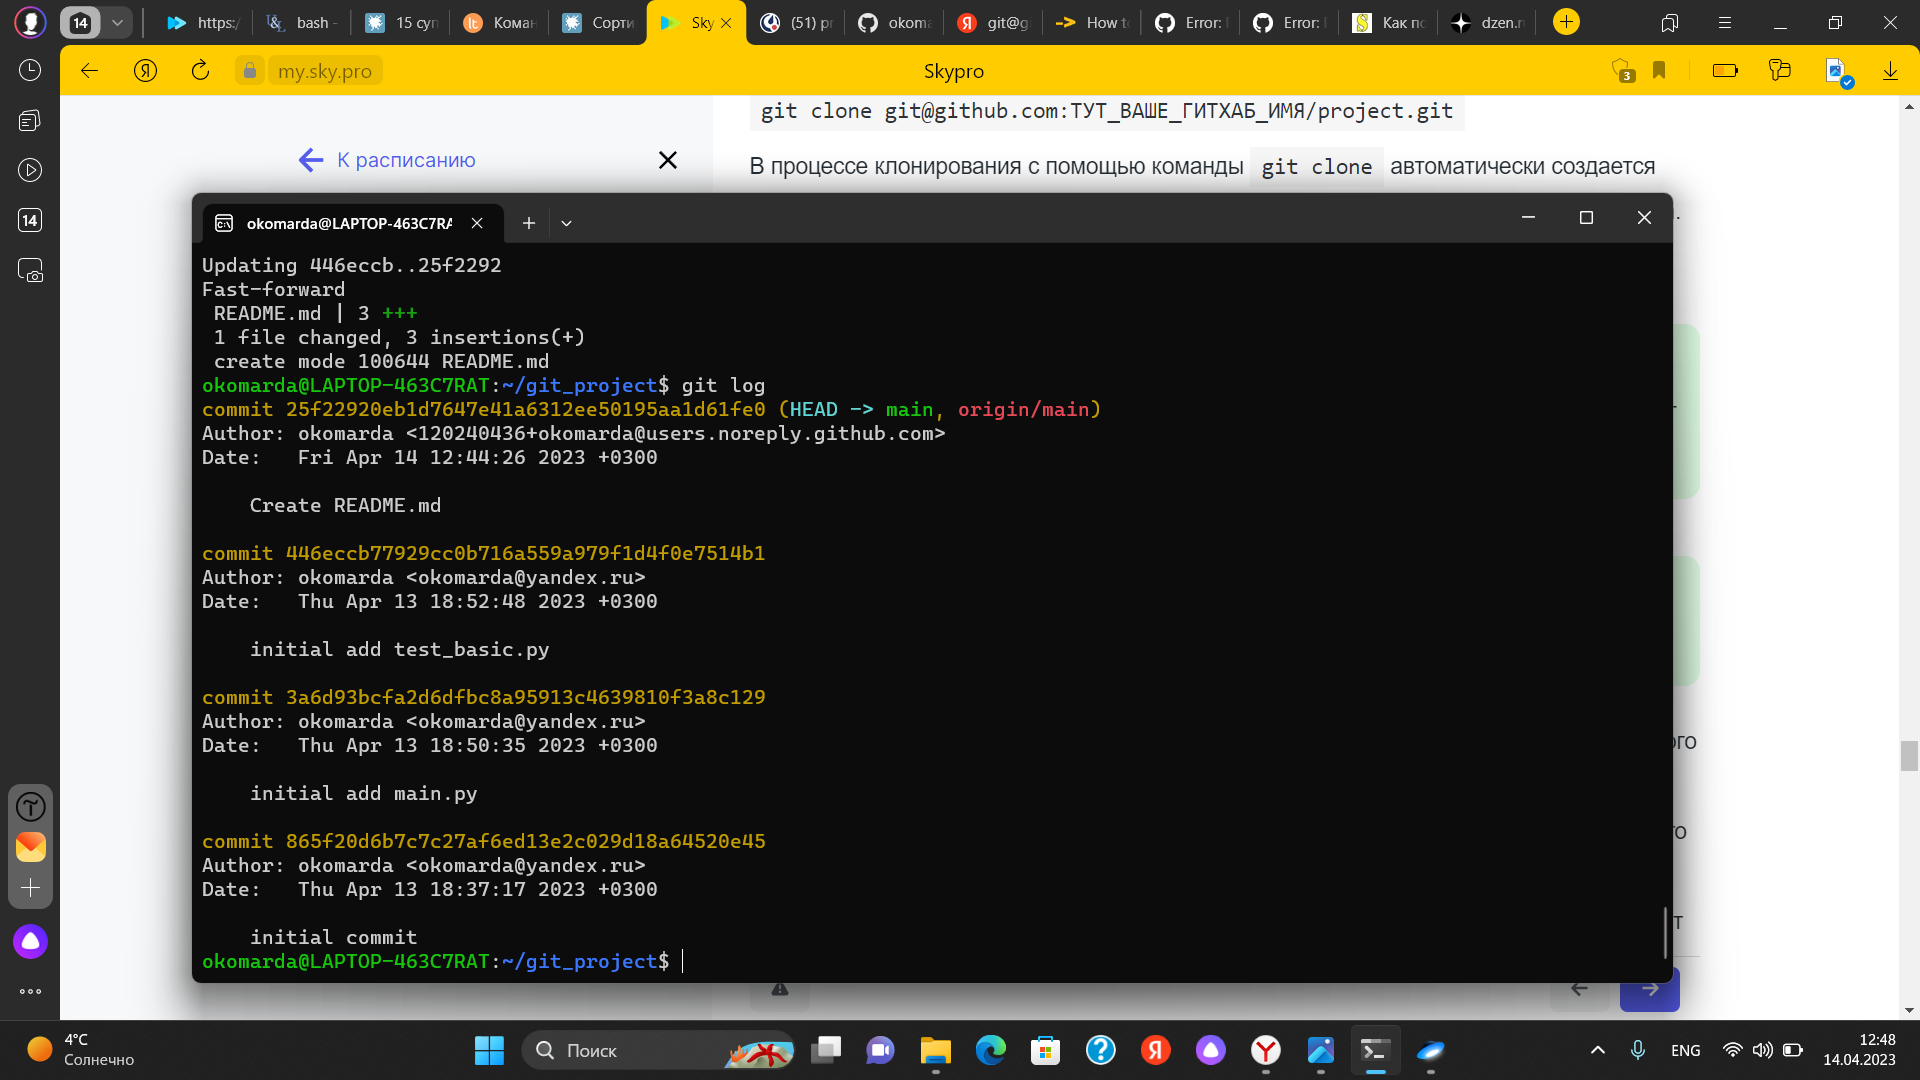 14
https:/
bash -
15 суп
Коман
Сорти
Sky
(51) pr
okoma
git@g
How to
Error:
Error:
Как по
dzen.r
my.sky.pro
Skypro
3
14
git clone git@github.com:ТУТ_ВАШЕ_ГИТХАБ_ИМЯ/project.git
К расписанию
В процессе клонирования с помощью команды git clone автоматически создается
okomarda@LAPTOP-463C7RA
Updating 446eccb..25f2292
Fast-forward
README.md | 3 +++
1 file changed, 3 insertions(+)
create mode 100644 README.md
okomarda@LAPTOP-463C7RAT:~/git_project$ git log
commit 25f22920eb1d7647e41a6312ee50195aa1d61fe0 (HEAD -> main, origin/main)
Author: okomarda <120240436+okomarda@users.noreply.github.com>
Date:   Fri Apr 14 12:44:26 2023 +0300
Create README.md
commit 446eccb77929cc0b716a559a979f1d4f0e7514b1
Author: okomarda <okomarda@yandex.ru>
Date:   Thu Apr 13 18:52:48 2023 +0300
initial add test_basic.py
commit 3a6d93bcfa2d6dfbc8a95913c4639810f3a8c129
Author: okomarda <okomarda@yandex.ru>
Date:   Thu Apr 13 18:50:35 2023 +0300
initial add main.py
commit 865f20d6b7c7c27af6ed13e2c029d18a64520e45
Author: okomarda <okomarda@yandex.ru>
Date:   Thu Apr 13 18:37:17 2023 +0300
initial commit
okomarda@LAPTOP-463C7RAT:~/git_project$
4°C
Солнечно
Поиск
ENG
12:48
14.04.2023